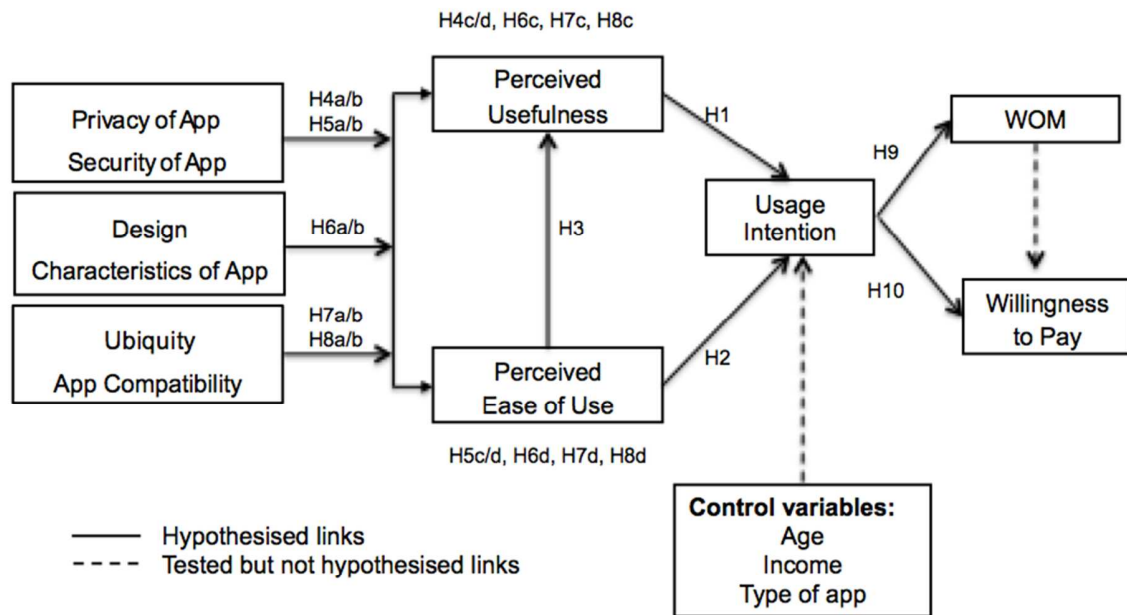 H4c/d, H6c, H7c, H8c
Privacy of App
Security of App
H4a/b
H5a/b
Perceived
Usefulness
H1
WOM
H9
Design
Characteristics of App
H6a/b
H3
Usage
Intention
H10
Ubiquity
App Compatibility
H7a/b
H8a/b
Perceived
Ease of Use
H2
Willingness
to Pay
H5c/d, H6d, H7d, H8d
Control variables:
Age
Income
Type of app
Hypothesised links
Tested but not hypothesised links